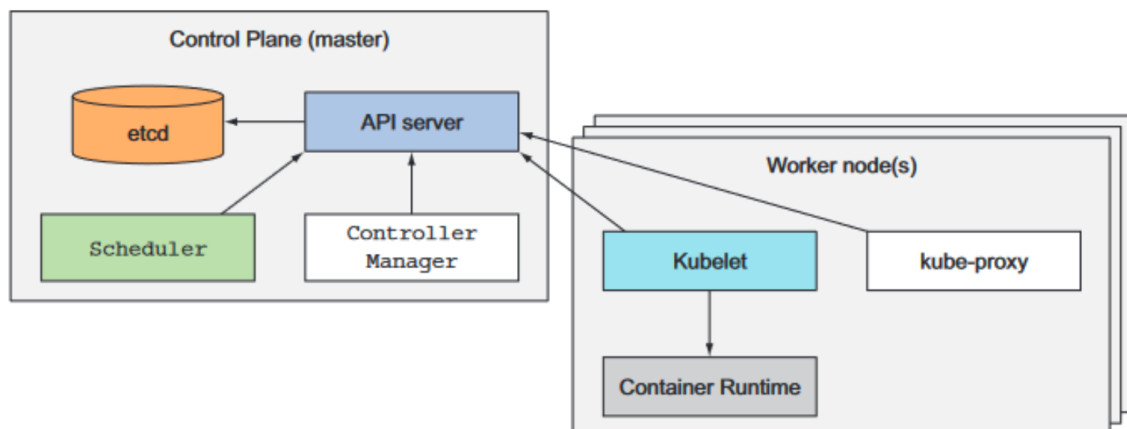 Control Plane (master)
etcd
API server
Scheduler
Controller
Manager
Worker node(s)
Kubelet
kube-proxy
Container Runtime